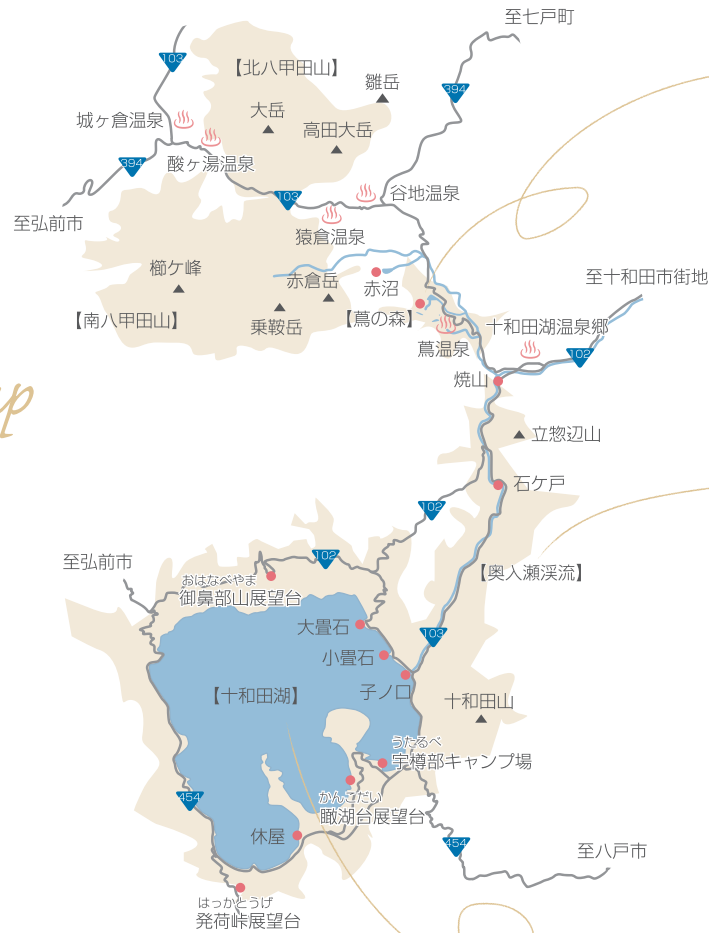 至七戸町
103
【北八甲田山】
雛岳
394
大岳
城ヶ倉温泉
高田大岳
394
酸ヶ湯温泉
103
谷地温泉
至弘前市
猿倉温泉
櫛ケ峰
赤倉岳
赤沼
至十和田市街地
【南八甲田山】
乗鞍岳
【蔦の森】
十和田湖温泉郷
蔦温泉
102
焼山
p
立惣辺山
石ケ戸
102
至弘前市
102
おはなべやま
御鼻部山展望台
【奥入瀬渓流】
大畳石
103
小畳石
子ノ口
【十和田湖】
十和田山
うたるべ
宇樽部キャンプ場
454
かんこだい
瞰湖台展望台
休屋
454
至八戸市
はっかとうげ
発荷峠展望台